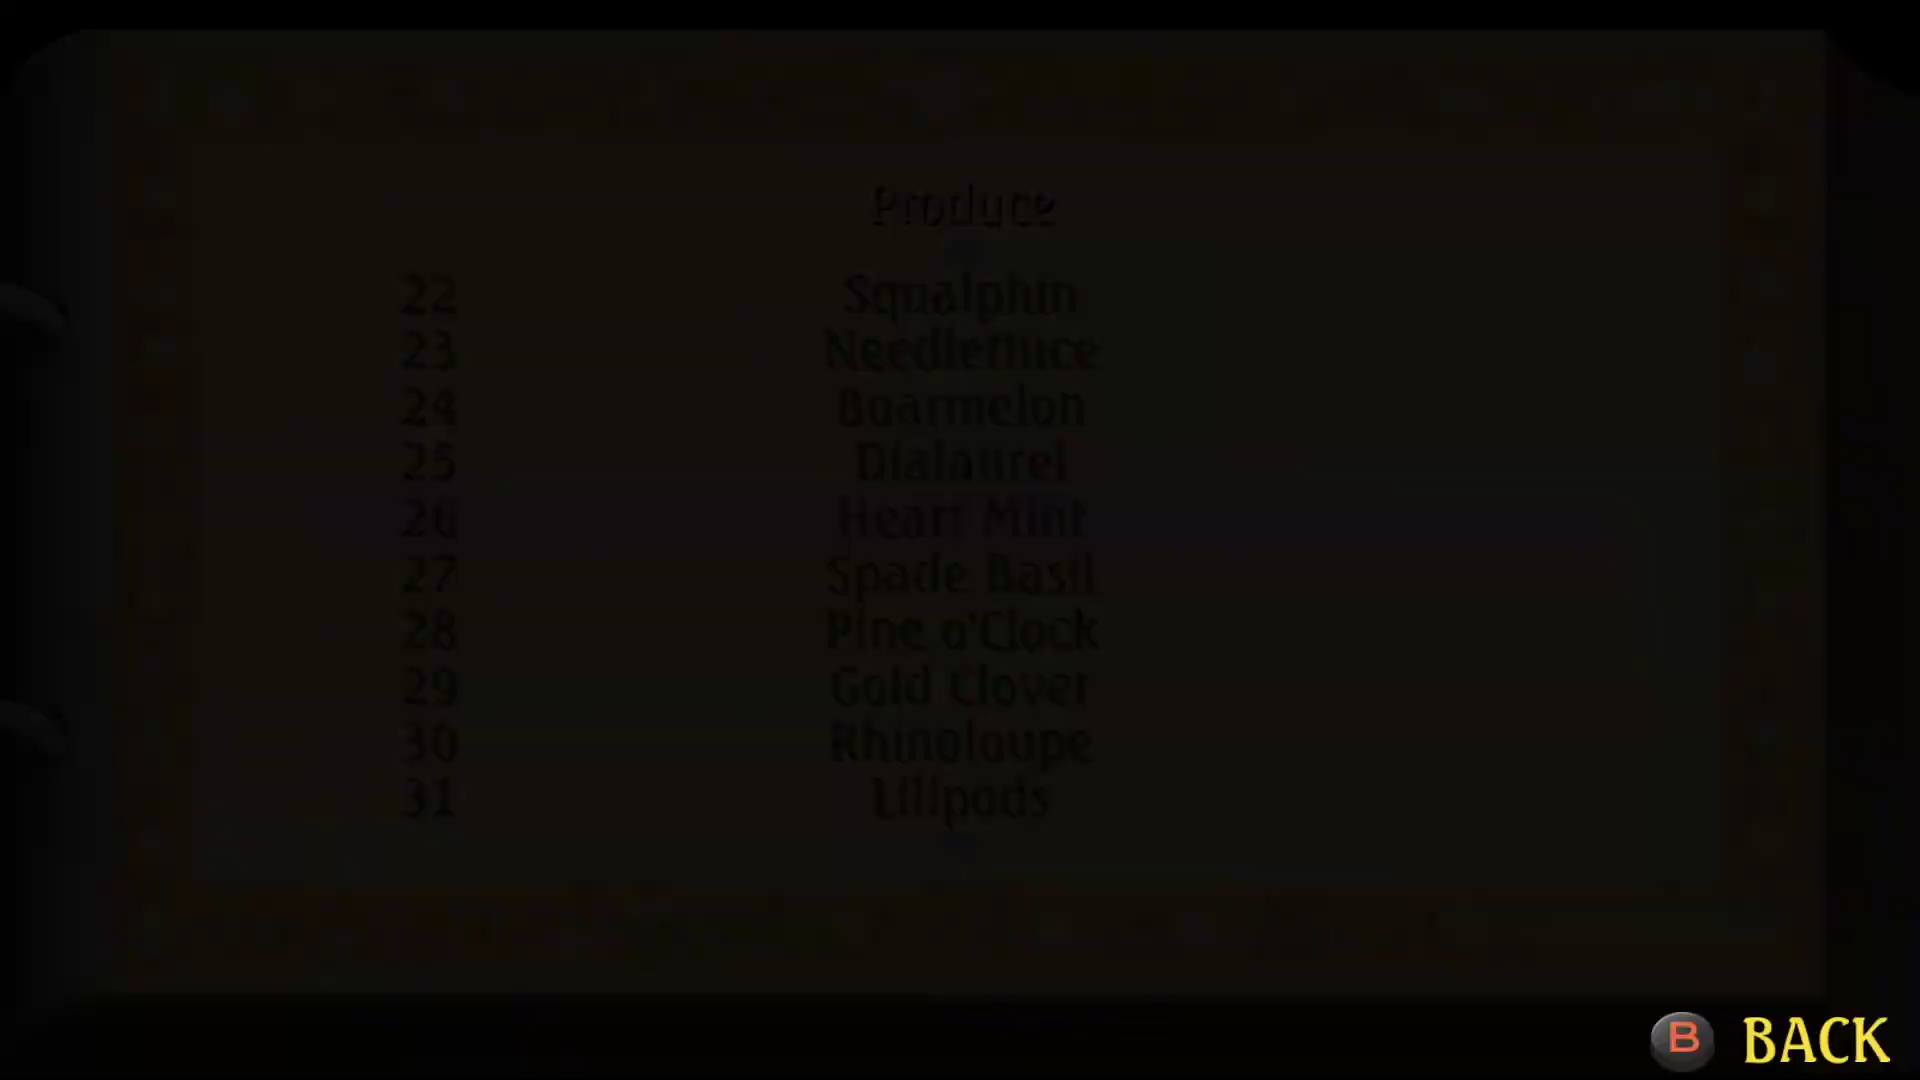 Produce
22 Squalphin
23 Needlettuce
24 Boarmelon
25 Dialaurel
26 Heart Mint
27 Spade Basil
28 Pine o'Clock
29 Gold Clover
30 Rhinoloupe
31 Lilipods
B BACK